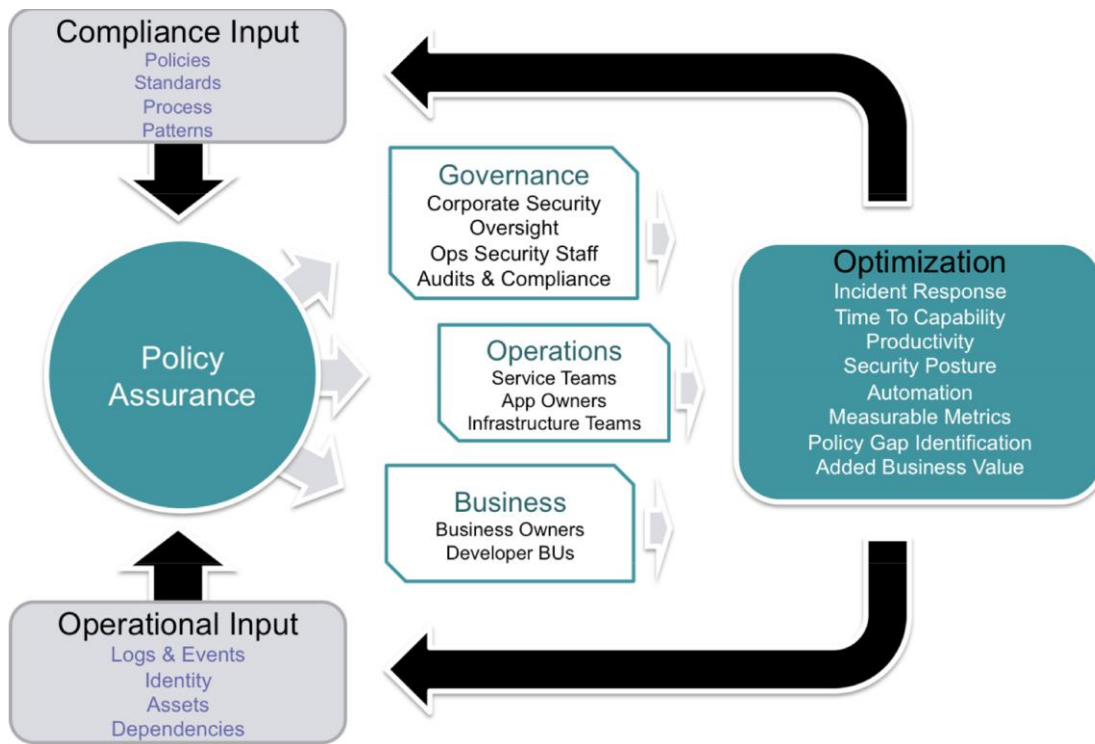 Compliance Input
Policies
Standards
Process
Patterns
Governance
Corporate Security
Oversight
Ops Security Staff
Audits & Compliance
Policy
Assurance
Operations
Service Teams
App Owners
Infrastructure Teams
Business
Business Owners
Developer BUs
Optimization
Incident Response
Time To Capability
Productivity
Security Posture
Automation
Measurable Metrics
Policy Gap Identification
Added Business Value
Operational Input
Logs & Events
Identity
Assets
Dependencies